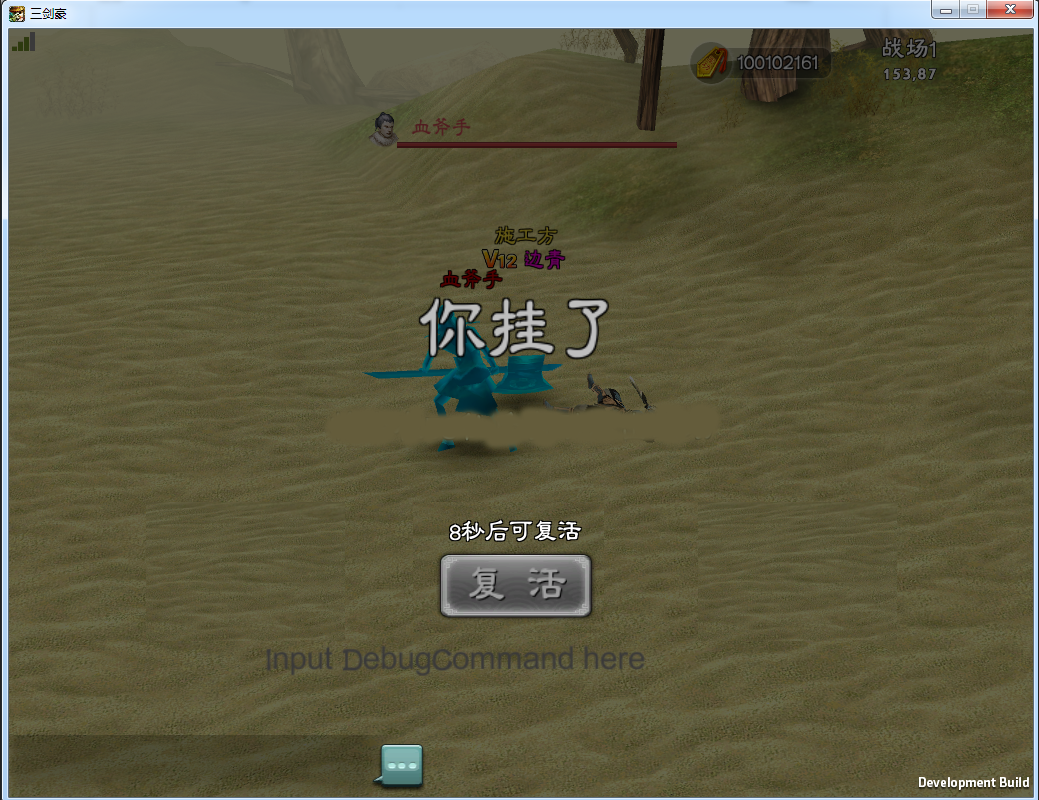 三剑豪
100102161
战场1
153,87
血斧手
施工方
V12 边青
血斧手
你挂了
8秒后可复活
复 活
Input DebugCommand here
Development Build